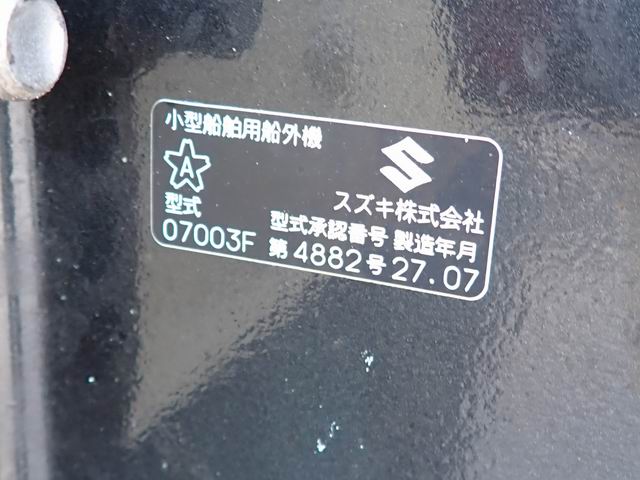 小型船舶用船外機
A
スズキ株式会社
型式 型式承認番号 製造年月
07003F 第4882号 27.07